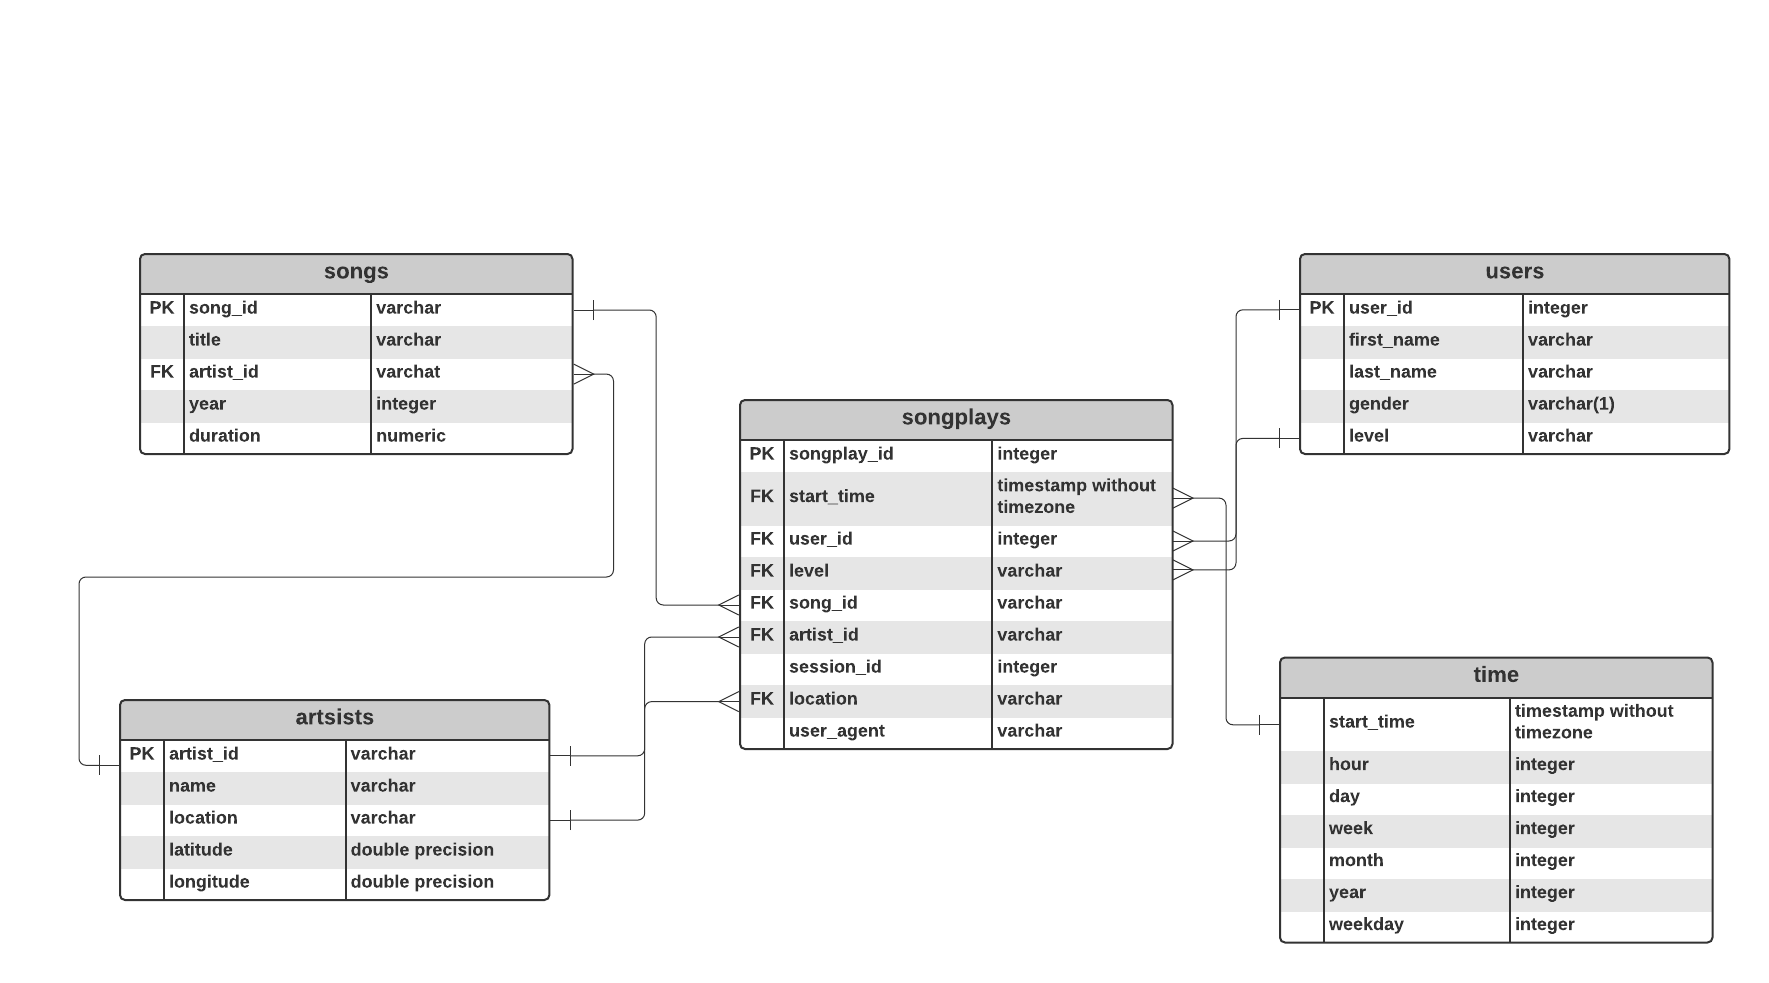 songs
PK song_id varchar
title varchar
FK artist_id varchat
year integer
duration numeric
users
PK user_id integer
first_name varchar
last_name varchar
gender varchar(1)
level varchar
songplays
PK songplay_id integer
FK start_time timestamp without
timezone
FK user_id integer
FK level varchar
FK song_id varchar
FK artist_id varchar
session_id integer
FK location varchar
user_agent varchar
artsists
PK artist_id varchar
name varchar
location varchar
latitude double precision
longitude double precision
time
start_time timestamp without
timezone
hour integer
day integer
week integer
month integer
year integer
weekday integer